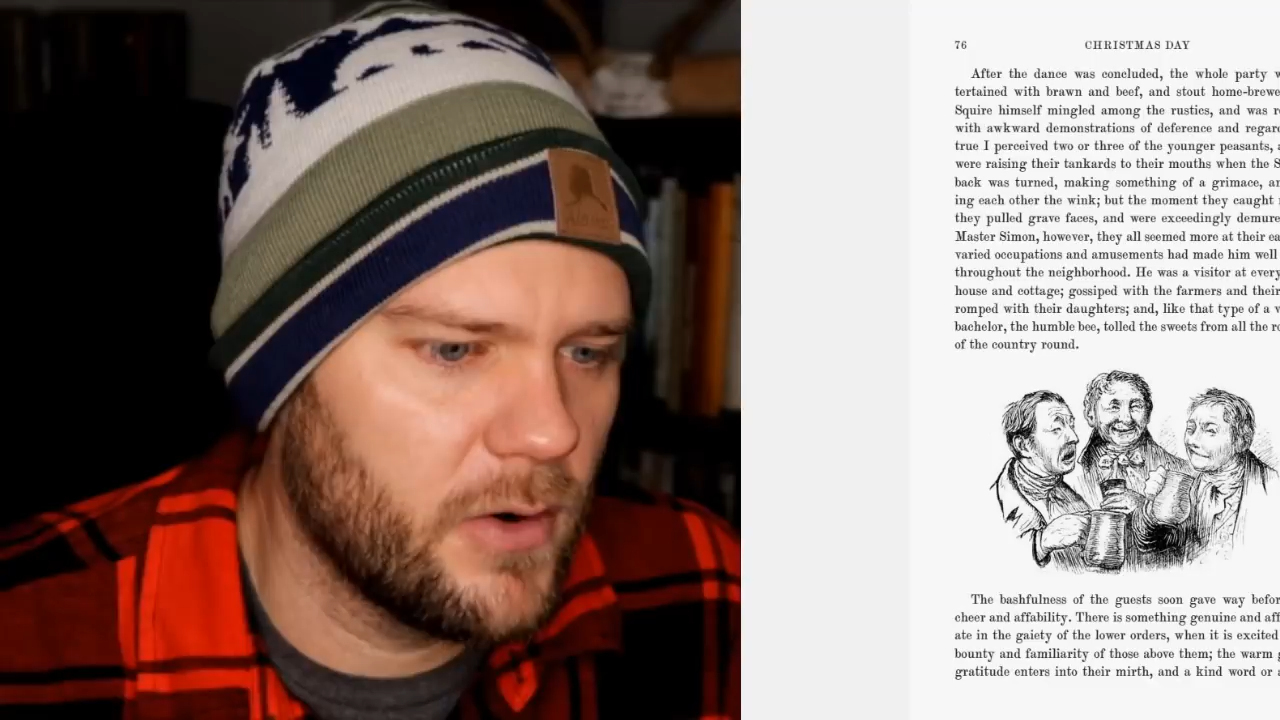 76 CHRISTMAS DAY
After the dance was concluded, the whole party
tertained with brawn and beef, and stout
Squire himself mingled among the rustics, and was
with awkward demonstrations of deference and
true I perceived two or three of the younger peasants,
were raising their tankards to their mouths when the
back was turned, making something of a grimace,
ing each other the wink; but the moment they caught
they pulled grave faces, and were exceedingly demure
Master Simon, however, they all seemed more at their
varied occupations and amusements had made him well
throughout the neighborhood. He was a visitor at every
house and cottage; gossiped with the farmers and their
romped with their daughters; and, like that type of a
bachelor, the humble bee, tolled the sweets from all the
of the country round.
The bashfulness of the guests soon gave way
cheer and affability. There is something genuine and
ate in the gaiety of the lower orders, when it is excited
bounty and familiarity of those above them; the warm
gratitude enters into their mirth, and a kind word or